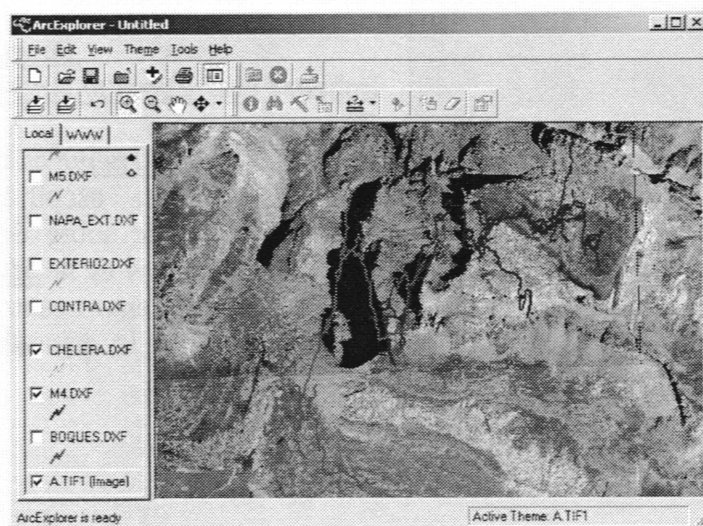 ArcExplorer - Untitled
File Edit View Theme Tools Help
Local WWW
M5.DXF
NAPA_EXT.DXF
EXTERIO2.DXF
CONTRA.DXF
CHELERA.DXF
M4.DXF
BOQUES.DXF
A.TIF1 (Image)
ArcExplorer is ready
Active Theme: A.TIF1